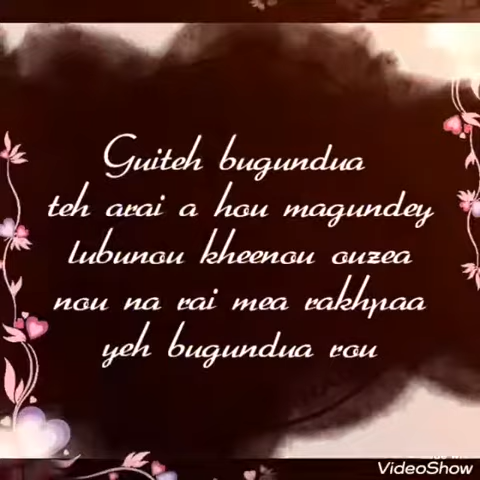 Guiteh bugundua
teh arai a hou magundey
lubunou kheenou ouzea
nou na rai mea rakhpaa
yeh bugundua rou
VideoShow